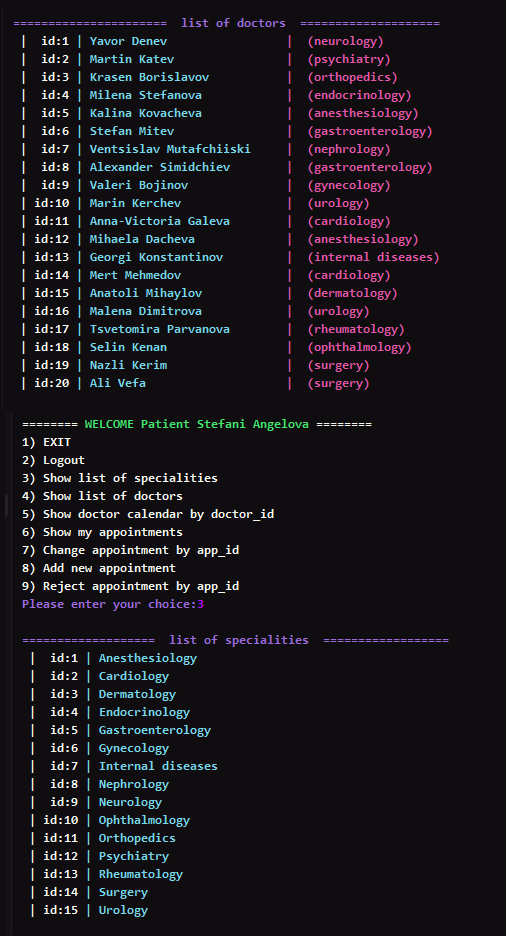 ======================  list of doctors  ====================
|  id:1 | Yavor Denev                 |  (neurology)
|  id:2 | Martin Katev                |  (psychiatry)
|  id:3 | Krasen Borislavov           |  (orthopedics)
|  id:4 | Milena Stefanova            |  (endocrinology)
|  id:5 | Kalina Kovacheva            |  (anesthesiology)
|  id:6 | Stefan Mitev                |  (gastroenterology)
|  id:7 | Ventsislav Mutafchiiski     |  (nephrology)
|  id:8 | Alexander Simidchiev        |  (gastroenterology)
|  id:9 | Valeri Bojinov              |  (gynecology)
| id:10 | Marin Kerchev               |  (urology)
| id:11 | Anna-Victoria Galeva        |  (cardiology)
| id:12 | Mihaela Dacheva             |  (anesthesiology)
| id:13 | Georgi Konstantinov         |  (internal diseases)
| id:14 | Mert Mehmedov               |  (cardiology)
| id:15 | Anatoli Mihaylov            |  (dermatology)
| id:16 | Malena Dimitrova            |  (urology)
| id:17 | Tsvetomira Parvanova        |  (rheumatology)
| id:18 | Selin Kenan                 |  (ophthalmology)
| id:19 | Nazli Kerim                 |  (surgery)
| id:20 | Ali Vefa                    |  (surgery)
======== WELCOME Patient Stefani Angelova ========
1) EXIT
2) Logout
3) Show list of specialities
4) Show list of doctors
5) Show doctor calendar by doctor_id
6) Show my appointments
7) Change appointment by app_id
8) Add new appointment
9) Reject appointment by app_id
Please enter your choice:3
===================  list of specialities  ==================
|  id:1 | Anesthesiology
|  id:2 | Cardiology
|  id:3 | Dermatology
|  id:4 | Endocrinology
|  id:5 | Gastroenterology
|  id:6 | Gynecology
|  id:7 | Internal diseases
|  id:8 | Nephrology
|  id:9 | Neurology
| id:10 | Ophthalmology
| id:11 | Orthopedics
| id:12 | Psychiatry
| id:13 | Rheumatology
| id:14 | Surgery
| id:15 | Urology